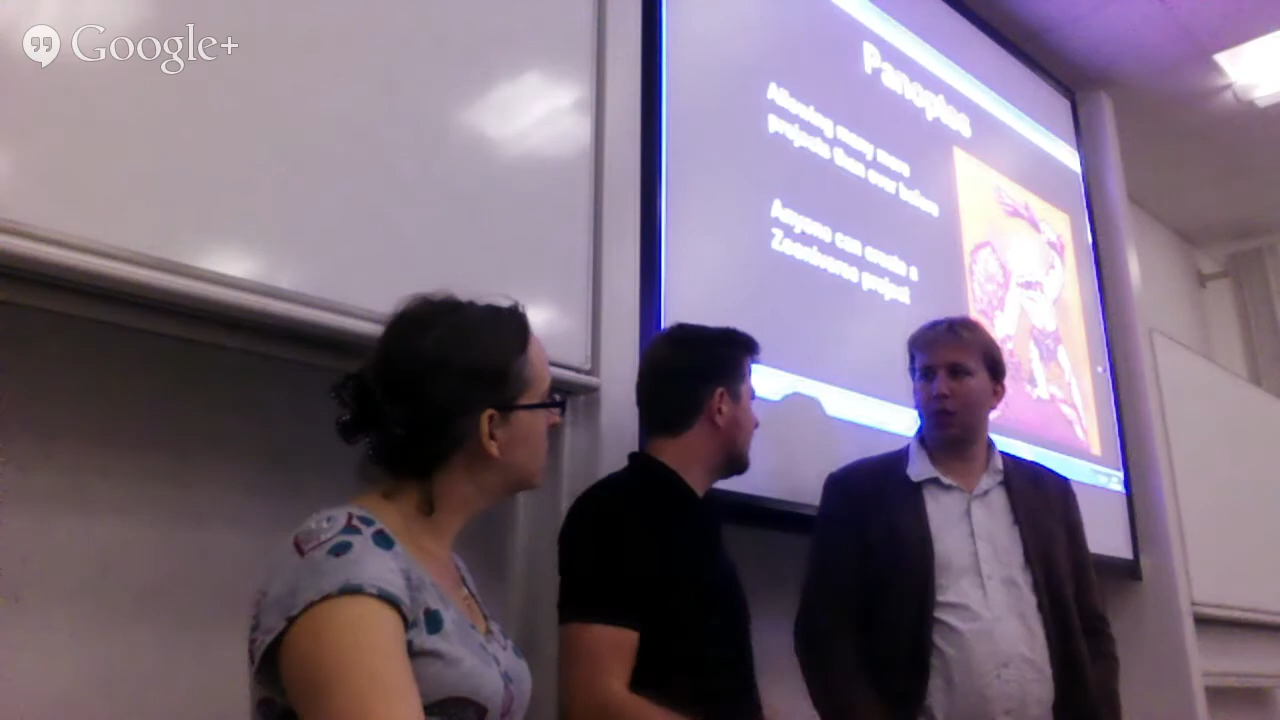 Google+
Panoptes
Allowing many more
projects than ever before
Anyone can create a
Zooniverse project